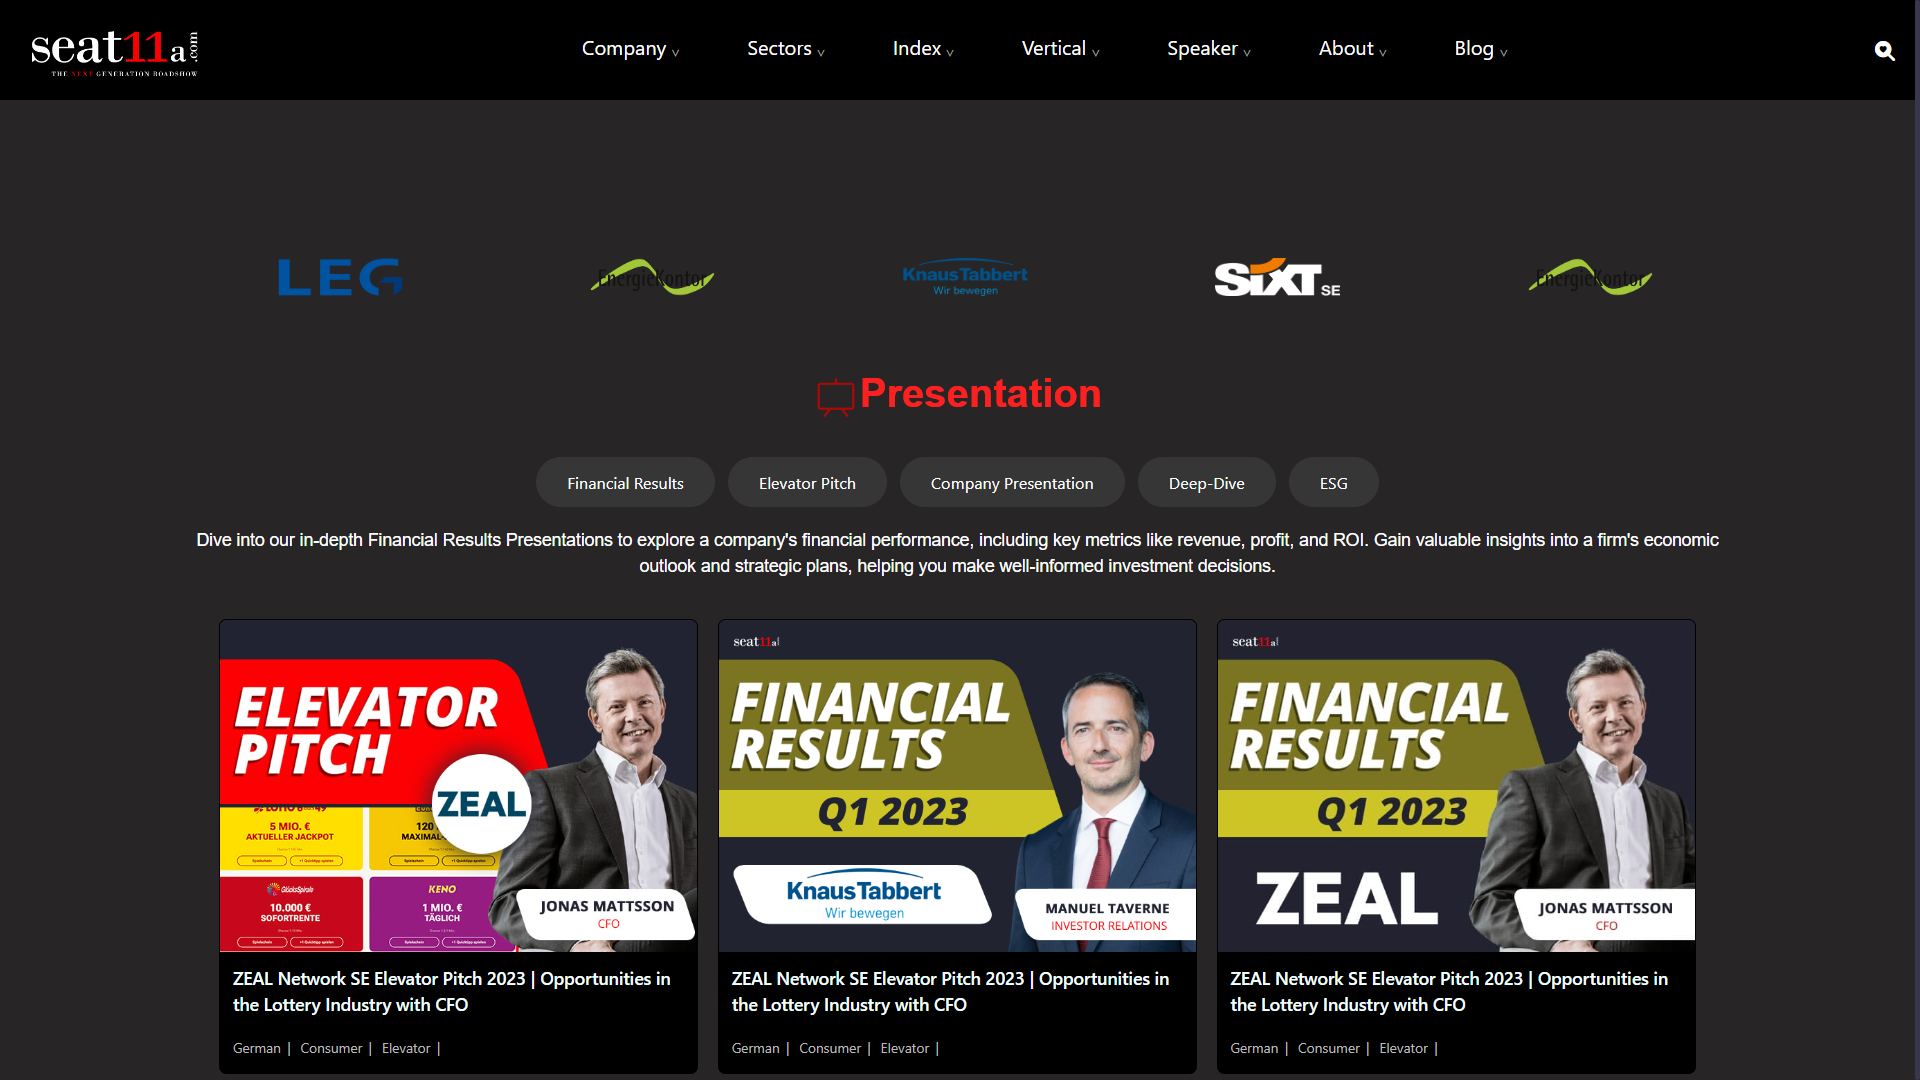 seat11a.com
THE NEXT GENERATION ROADSHOW
Company Sectors Index Vertical Speaker About Blog
LEG
EnergieKontor
KnausTabbert
Wir bewegen
SIXT SE
EnergieKontor
Presentation
Financial Results Elevator Pitch Company Presentation Deep-Dive ESG
Dive into our in-depth Financial Results Presentations to explore a company's financial performance, including key metrics like revenue, profit, and ROI. Gain valuable insights into a firm's economic
outlook and strategic plans, helping you make well-informed investment decisions.
ELEVATOR
PITCH
ZEAL
5 MIO. €
AKTUELLER JACKPOT
120
GlücksSpirale
10.000 €
SOFORTRENTE
KENO
1 MIO. €
TÄGLICH
JONAS MATTSSON
CFO
ZEAL Network SE Elevator Pitch 2023 | Opportunities in
the Lottery Industry with CFO
German | Consumer | Elevator |
seat11a
FINANCIAL
RESULTS
Q1 2023
KnausTabbert
Wir bewegen
MANUEL TAVERNE
INVESTOR RELATIONS
ZEAL Network SE Elevator Pitch 2023 | Opportunities in
the Lottery Industry with CFO
German | Consumer | Elevator |
seat11a
FINANCIAL
RESULTS
Q1 2023
ZEAL
JONAS MATTSSON
CFO
ZEAL Network SE Elevator Pitch 2023 | Opportunities in
the Lottery Industry with CFO
German | Consumer | Elevator |